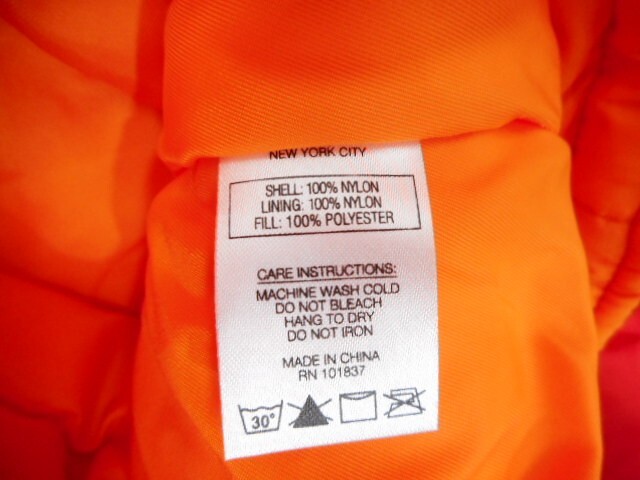 NEW YORK CITY
SHELL: 100% NYLON
LINING: 100% NYLON
FILL: 100% POLYESTER
CARE INSTRUCTIONS:
MACHINE WASH COLD
DO NOT BLEACH
HANG TO DRY
DO NOT IRON
MADE IN CHINA
RN 101837
30°